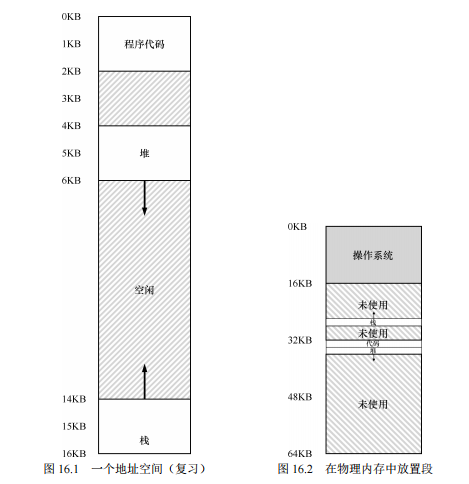 0KB
1KB
程序代码
2KB
3KB
4KB
5KB
堆
6KB
空闲
14KB
15KB
栈
16KB
图 16.1 一个地址空间（复习）
0KB
操作系统
16KB
未使用
栈
未使用
32KB
代码
堆
48KB
未使用
64KB
图 16.2 在物理内存中放置段